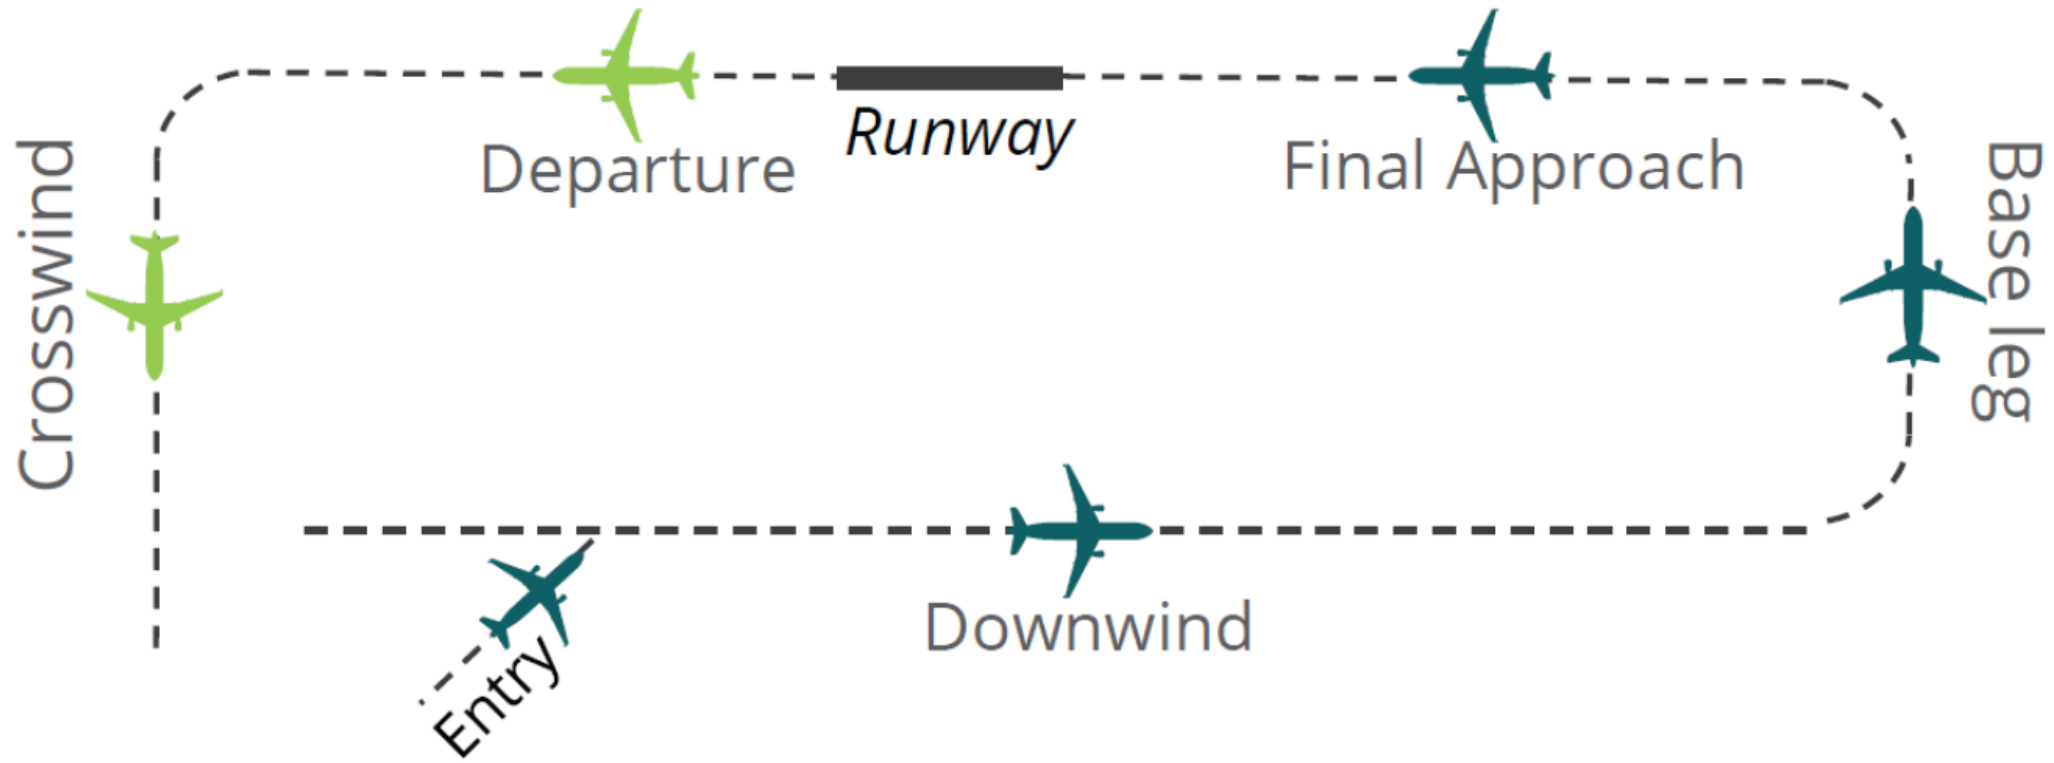 Runway
Departure
Final Approach
Crosswind
Base leg
Downwind
Entry